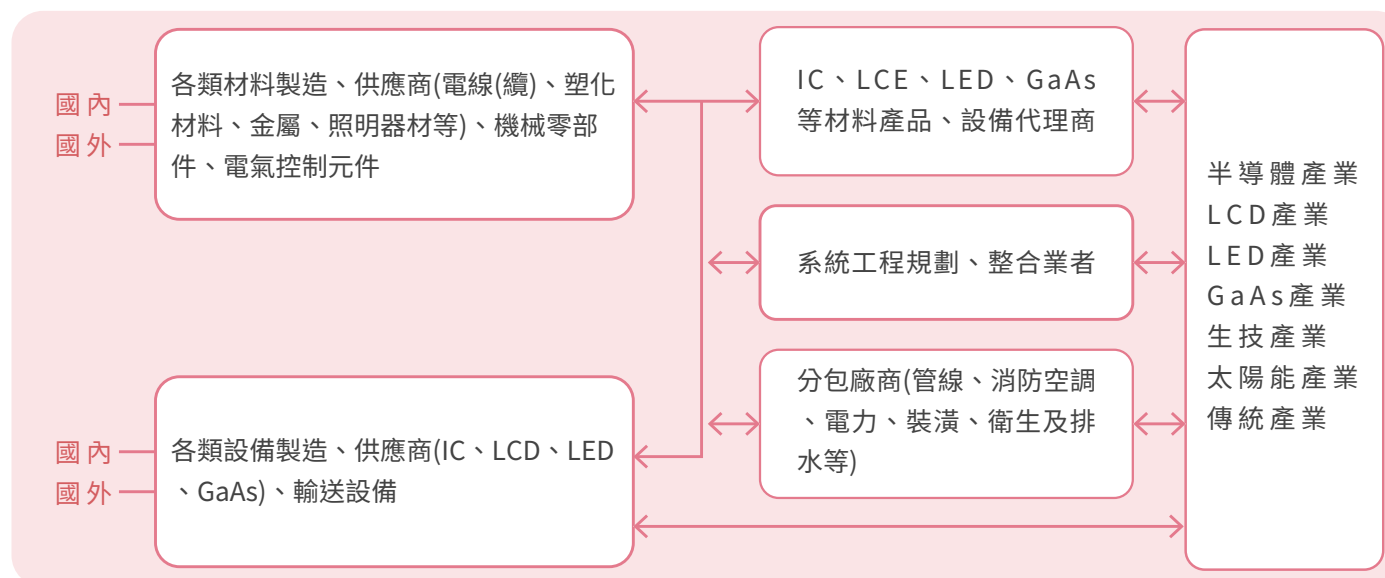 國內
國外
各類材料製造、供應商(電線(纜)、塑化
材料、金屬、照明器材等)、機械零部
件、電氣控制元件
IC、LCE、LED、GaAs
等材料產品、設備代理商
系統工程規劃、整合業者
分包廠商(管線、消防空調
、電力、裝潢、衛生及排
水等)
國內
國外
各類設備製造、供應商(IC、LCD、LED
、GaAs)、輸送設備
半導體產業
LCD產業
LED產業
GaAs產業
生技產業
太陽能產業
傳統產業